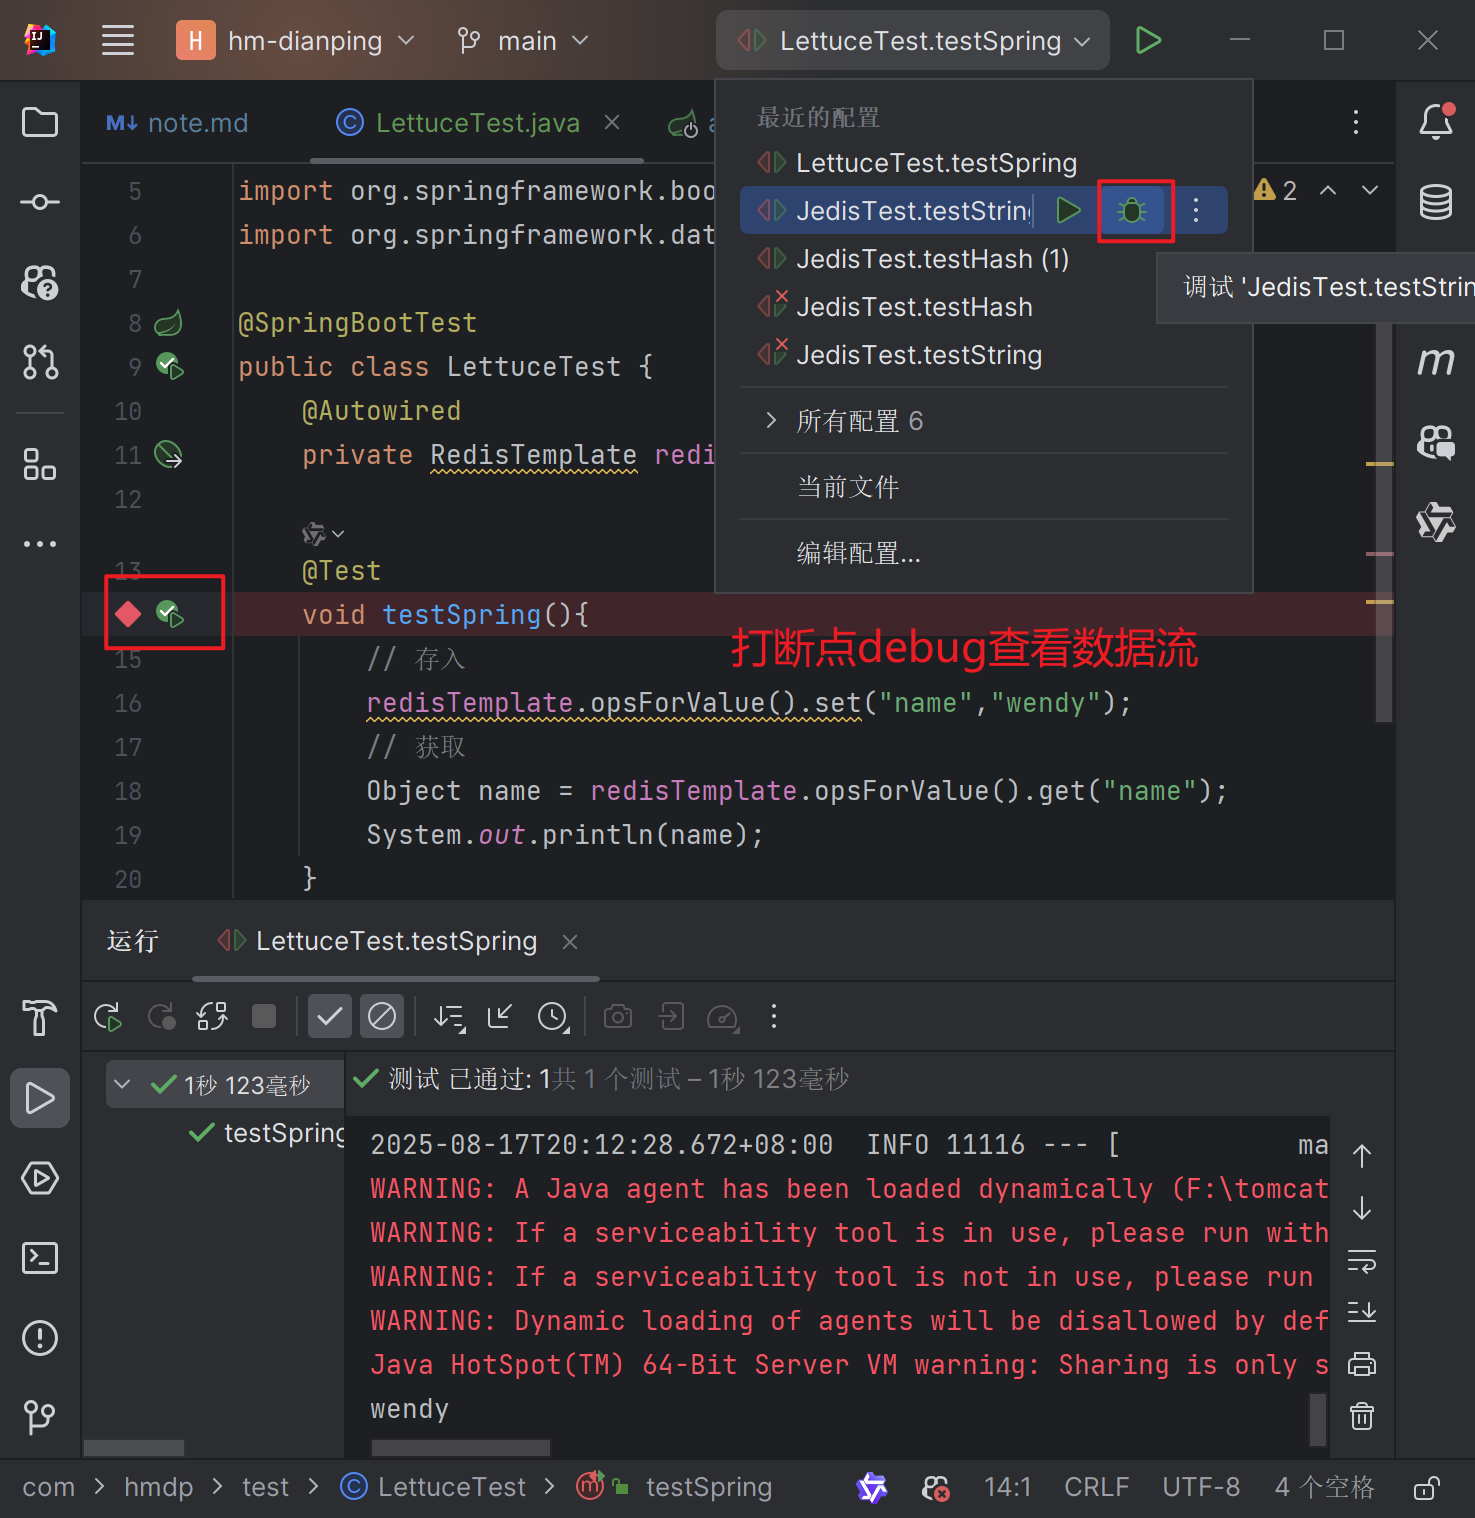 H hm-dianping main LettuceTest.testSpring
note.md LettuceTest.java
最近的配置
LettuceTest.testSpring
JedisTest.testString
JedisTest.testHash (1)
JedisTest.testHash
JedisTest.testString
所有配置 6
当前文件
编辑配置...
调试 'JedisTest.testStrin
2
5 import org.springframework.boo
6 import org.springframework.dat
7
8 @SpringBootTest
9 public class LettuceTest {
10 @Autowired
11 private RedisTemplate redi
12
13 @Test
void testSpring(){
打断点debug查看数据流
15 // 存入
16 redisTemplate.opsForValue().set("name","wendy");
17 // 获取
18 Object name = redisTemplate.opsForValue().get("name");
19 System.out.println(name);
20 }
运行 LettuceTest.testSpring
1秒 123毫秒
testSpring
测试 已通过: 1共 1 个测试 – 1秒 123毫秒
2025-08-17T20:12:28.672+08:00 INFO 11116 --- [ ma
WARNING: A Java agent has been loaded dynamically (F:\tomcat
WARNING: If a serviceability tool is in use, please run with
WARNING: If a serviceability tool is not in use, please run
WARNING: Dynamic loading of agents will be disallowed by def
Java HotSpot(TM) 64-Bit Server VM warning: Sharing is only s
wendy
com > hmdp > test > LettuceTest > testSpring 14:1 CRLF UTF-8 4 个空格